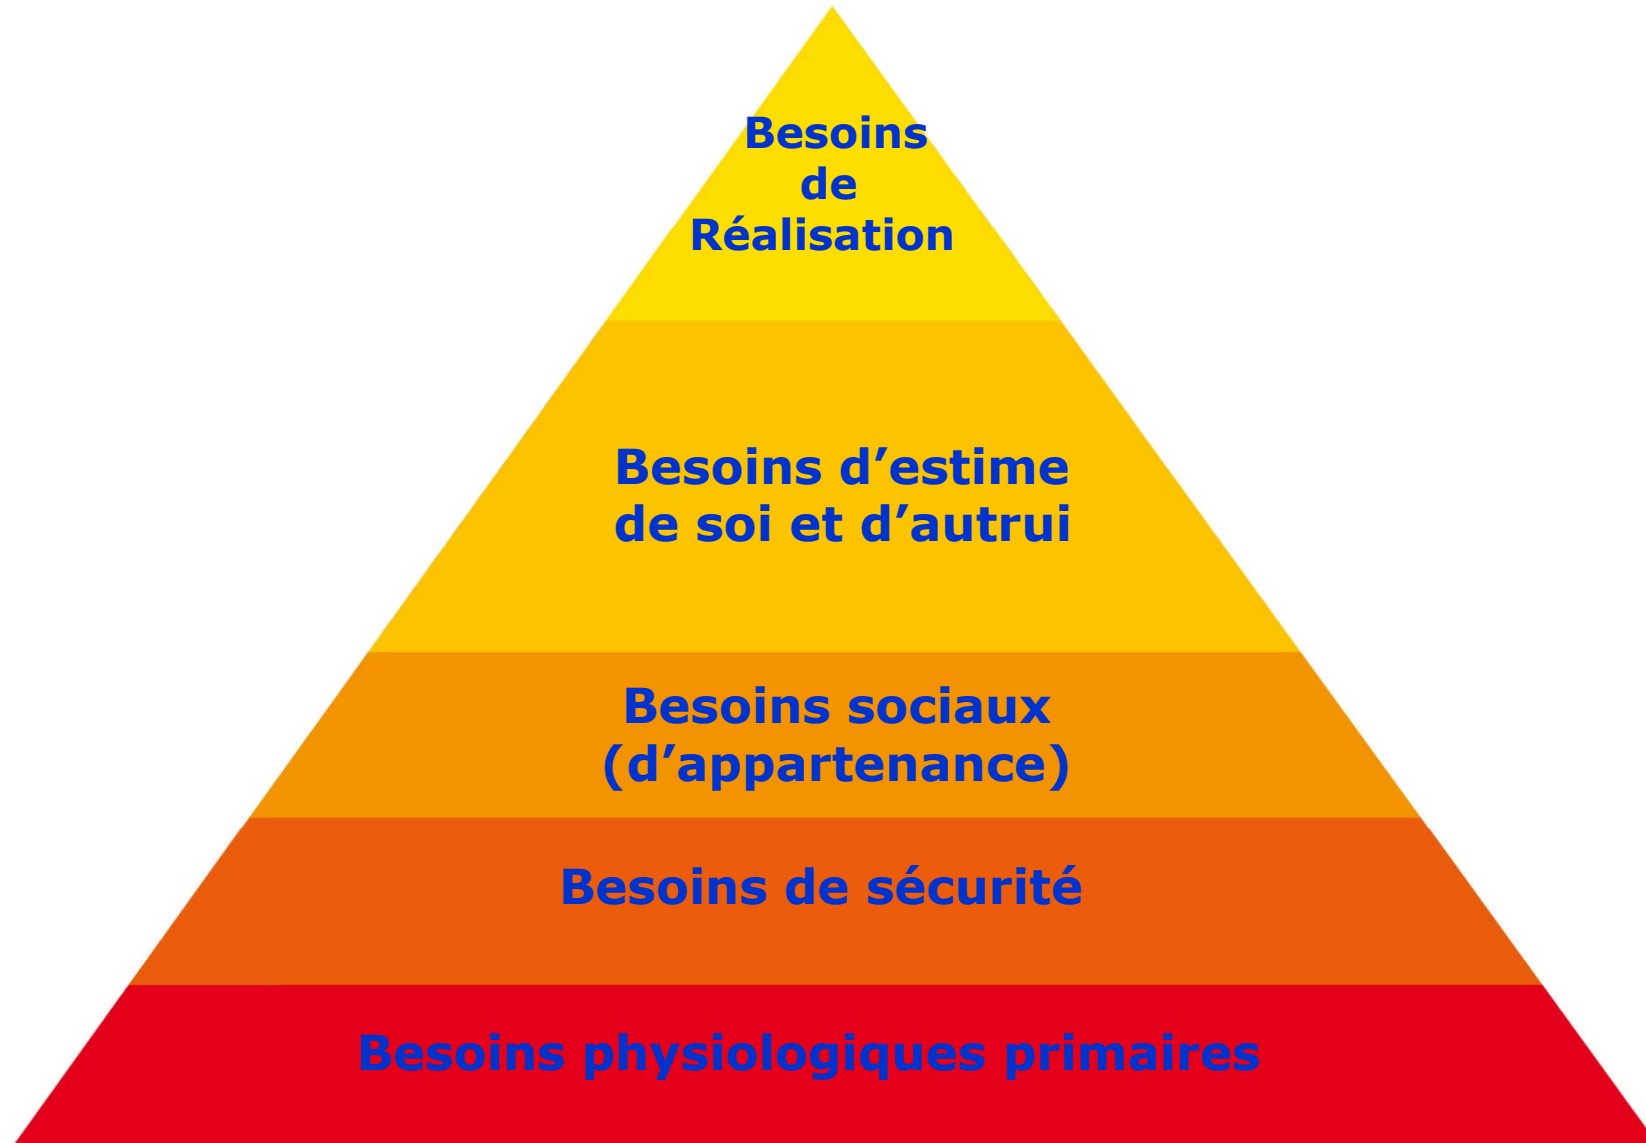 Besoins
de
Réalisation
Besoins d’estime
de soi et d’autrui
Besoins sociaux
(d’appartenance)
Besoins de sécurité
Besoins physiologiques primaires